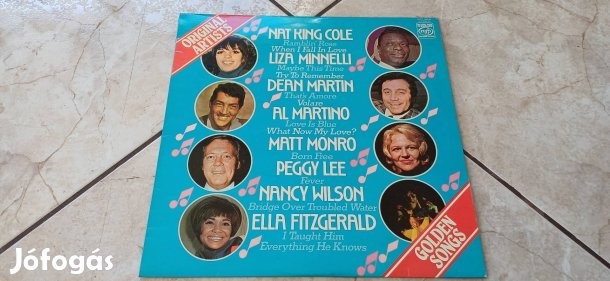 ORIGINAL
ARTISTS
NAT KING COLE
Ramblin' Rose
When I Fall In Love
LIZA MINNELLI
Maybe This Time
Try To Remember
DEAN MARTIN
That's Amore
Volare
AL MARTINO
Love Is Blue
What Now My Love?
MATT MONRO
Born Free
PEGGY LEE
Fever
NANCY WILSON
Bridge Over Troubled Water
ELLA FITZGERALD
I Taught Him
Everything He Knows
GOLDEN
SONGS
Jófogás